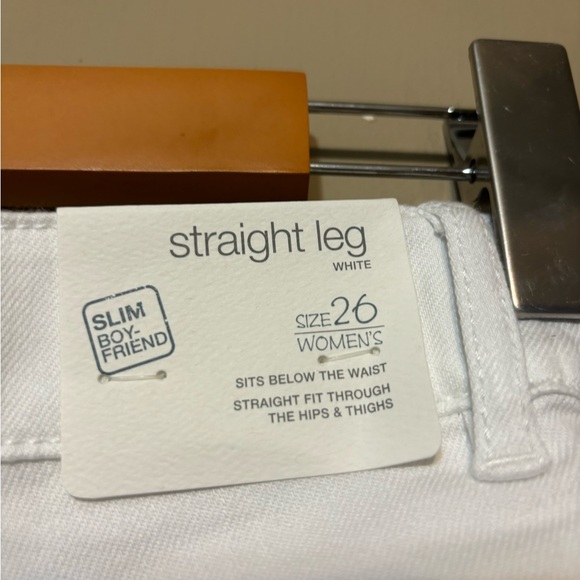 straight leg
WHITE
SLIM
BOY-
FRIEND
SIZE 26
WOMEN'S
SITS BELOW THE WAIST
STRAIGHT FIT THROUGH
THE HIPS & THIGHS